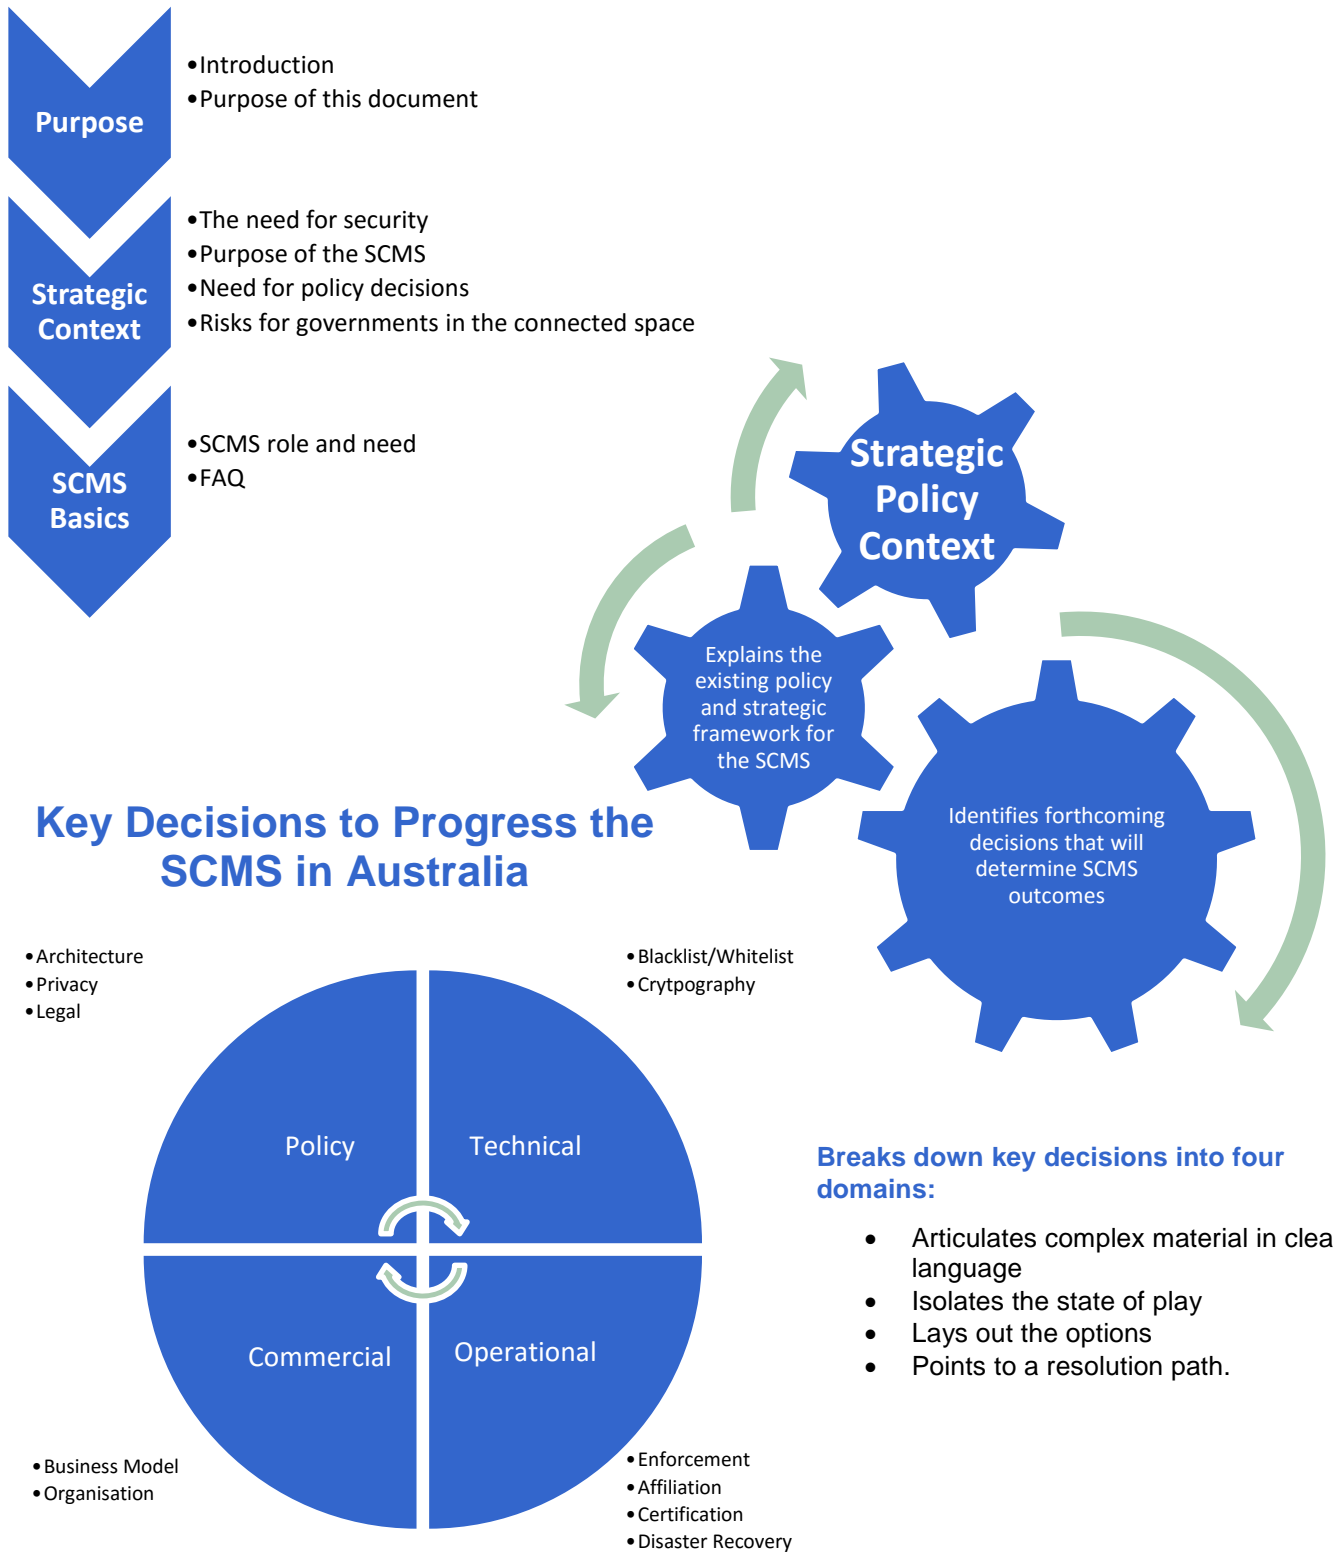 Purpose
•Introduction
•Purpose of this document
Strategic
Context
•The need for security
•Purpose of the SCMS
•Need for policy decisions
•Risks for governments in the connected space
SCMS
Basics
•SCMS role and need
•FAQ
Strategic
Policy
Context
Explains the
existing policy
and strategic
framework for
the SCMS
Identifies forthcoming
decisions that will
determine SCMS
outcomes
Key Decisions to Progress the
SCMS in Australia
•Architecture
•Privacy
•Legal
•Blacklist/Whitelist
•Crytpography
Policy
Technical
Commercial
Operational
•Business Model
•Organisation
•Enforcement
•Affiliation
•Certification
•Disaster Recovery
Breaks down key decisions into four
domains:
• Articulates complex material in clea
language
• Isolates the state of play
• Lays out the options
• Points to a resolution path.